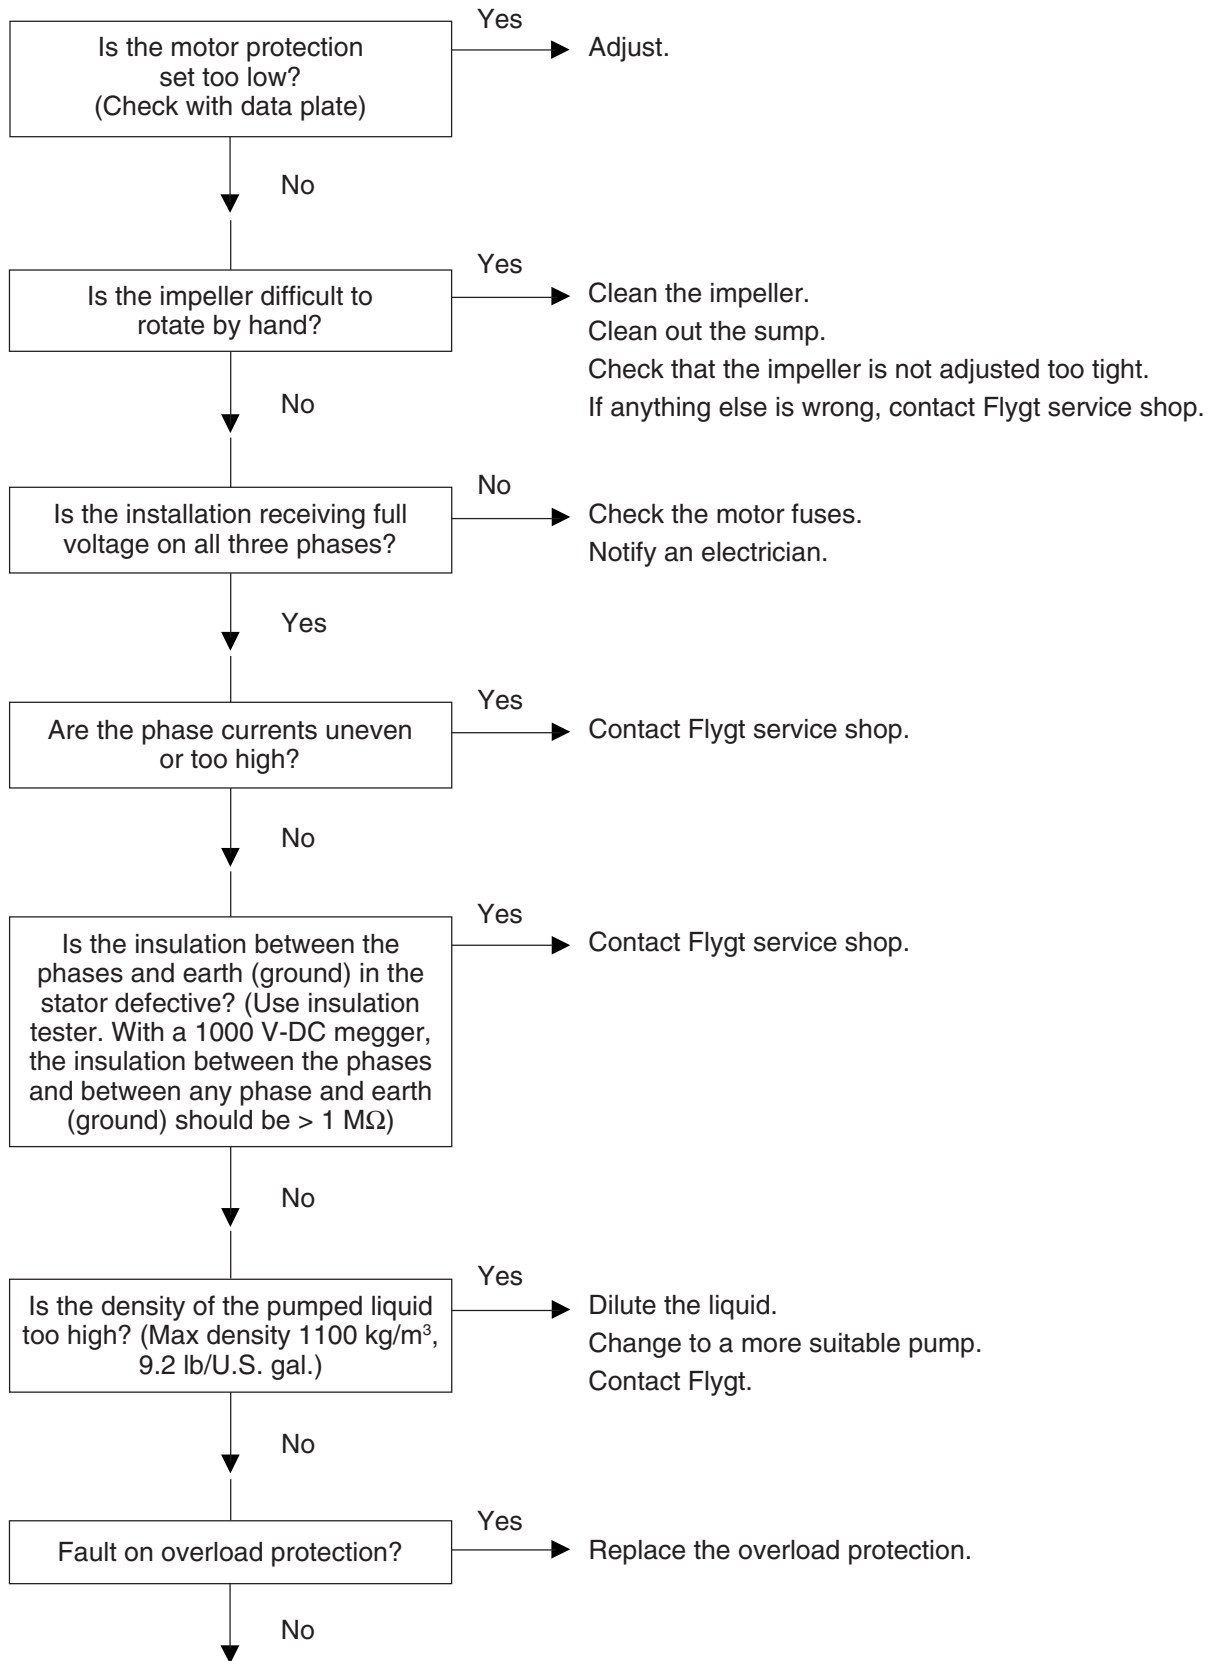 Is the motor protection
set too low?
(Check with data plate)
Yes
Adjust.
No
Is the impeller difficult to
rotate by hand?
Yes
Clean the impeller.
Clean out the sump.
Check that the impeller is not adjusted too tight.
If anything else is wrong, contact Flygt service shop.
No
Is the installation receiving full
voltage on all three phases?
No
Check the motor fuses.
Notify an electrician.
Yes
Are the phase currents uneven
or too high?
Yes
Contact Flygt service shop.
No
Is the insulation between the
phases and earth (ground) in the
stator defective? (Use insulation
tester. With a 1000 V-DC megger,
the insulation between the phases
and between any phase and earth
(ground) should be > 1 MΩ)
Yes
Contact Flygt service shop.
No
Is the density of the pumped liquid
too high? (Max density 1100 kg/m³,
9.2 lb/U.S. gal.)
Yes
Dilute the liquid.
Change to a more suitable pump.
Contact Flygt.
No
Fault on overload protection?
Yes
Replace the overload protection.
No